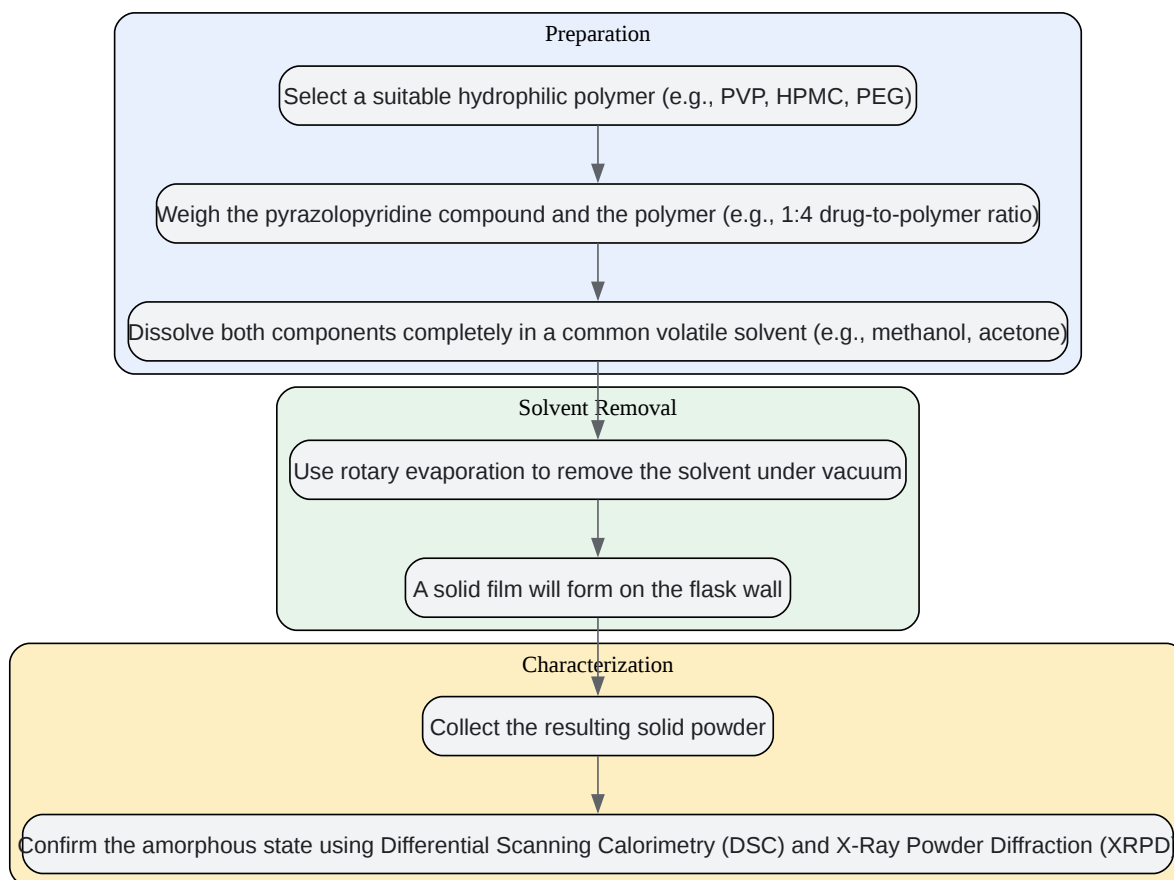 Preparation
Select a suitable hydrophilic polymer (e.g., PVP, HPMC, PEG)
Weigh the pyrazolopyridine compound and the polymer (e.g., 1:4 drug-to-polymer ratio)
Dissolve both components completely in a common volatile solvent (e.g., methanol, acetone)
Solvent Removal
Use rotary evaporation to remove the solvent under vacuum
A solid film will form on the flask wall
Characterization
Collect the resulting solid powder
Confirm the amorphous state using Differential Scanning Calorimetry (DSC) and X-Ray Powder Diffraction (XRPD)